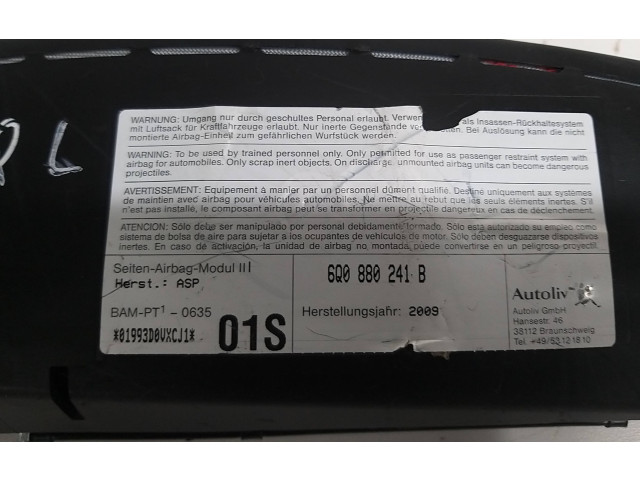 WARNUNG: Umgang nur durch geschultes Personal erlaubt. Verwen als Insassen-Rückhaltesystem
mit Luftsack für Kraftfahrzeuge erlaubt. Nur inerte Gegenstände ve Bei Auslösung kann die nicht
montierte Airbag-Einheit zum gefährlichen Wurfstück werden.
WARNING: To be used by trained personnel only. Only permitted for use as passenger restraint system with
airbag for automobiles. Only scrap inert objects. On discharge, unmounted airbag units can become dangerous
projectiles.
AVERTISSEMENT: Equipement à manier par un personnel dûment qualifié. Destiné uniquement aux systèmes
de maintien avec airbag pour véhicules automobiles. Ne mettre au rebut que les seuls éléments inertes. S'il
n'est pas installé, le composant airbag peut se transformer en projectile dangereux en cas de déclenchement.
ATENCION: Sólo debe ser manipulado por personal debidamente formado. Sólo está autorizado su empleo como
sistema de bolsa de aire para sujetar a los ocupantes de vehículos de motor. Sólo deben desguazarse dispositivos
inertes. En caso de activación, la unidad de airbag no montada puede convertirse en un peligroso proyectil.
Seiten-Airbag-Modul III
Herst.: ASP
6Q0 880 241 B
BAM-PT1 - 0635
*01993D0VXCJ1*
01S
Herstellungsjahr: 2009
Autoliv
Autoliv GmbH
Hansestr. 46
38112 Braunschweig